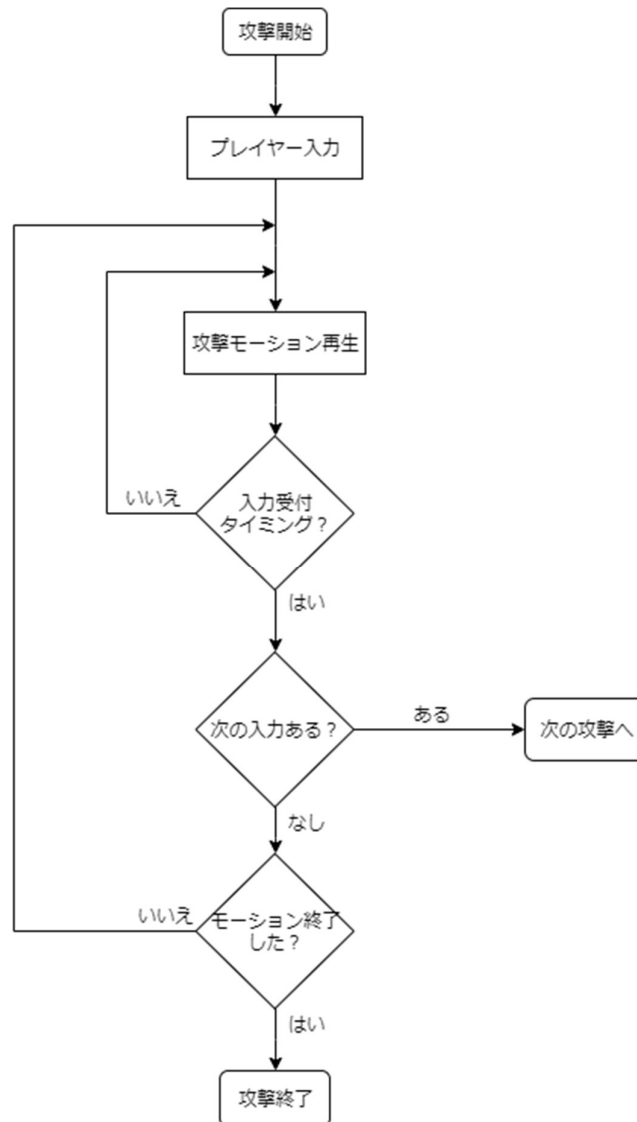 攻撃開始
プレイヤー入力
攻撃モーション再生
いいえ
入力受付
タイミング？
はい
次の入力ある？
ある
次の攻撃へ
なし
いいえ
モーション終了
した？
はい
攻撃終了